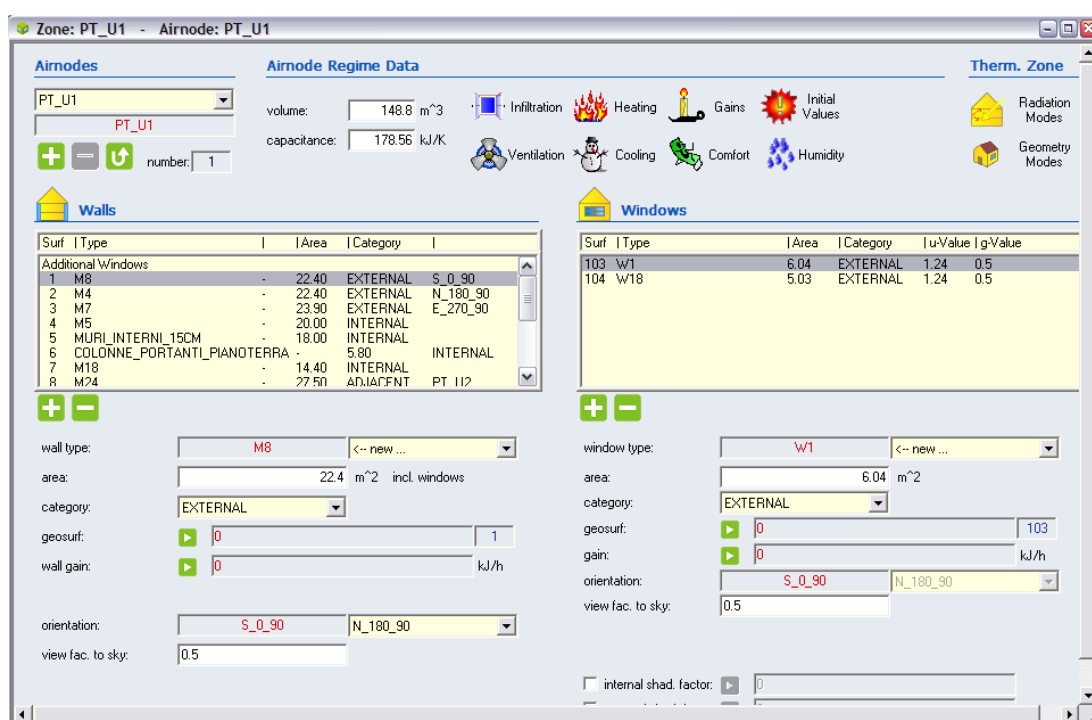 Zone: PT_U1 - Airnode: PT_U1
Airnodes
Airnode Regime Data
Therm. Zone
PT_U1
PT_U1
number: 1
volume: 148.8 m^3
capacitance: 178.56 kJ/K
Infiltration
Heating
Gains
Initial Values
Ventilation
Cooling
Comfort
Humidity
Radiation Modes
Geometry Modes
Walls
Surf | Type | | Area | Category |
Additional Windows
1 M8 - 22.40 EXTERNAL S_0_90
2 M4 - 22.40 EXTERNAL N_180_90
3 M7 - 23.90 EXTERNAL E_270_90
4 M5 - 20.00 INTERNAL
5 MURI_INTERNI_15CM - 18.00 INTERNAL
6 COLONNE_PORTANTI_PIANOTERRA - 5.80 INTERNAL
7 M18 - 14.40 INTERNAL
8 M24 - 27.50 ADJACENT PT_U2
wall type: M8 <-- new ...
area: 22.4 m^2 incl. windows
category: EXTERNAL
geosurf: 0 1
wall gain: 0 kJ/h
orientation: S_0_90 N_180_90
view fac. to sky: 0.5
Windows
Surf | Type | Area | Category | u-Value | g-Value
103 W1 6.04 EXTERNAL 1.24 0.5
104 W18 5.03 EXTERNAL 1.24 0.5
window type: W1 <-- new ...
area: 6.04 m^2
category: EXTERNAL
geosurf: 0 103
gain: 0 kJ/h
orientation: S_0_90 N_180_90
view fac. to sky: 0.5
internal shad. factor: 0